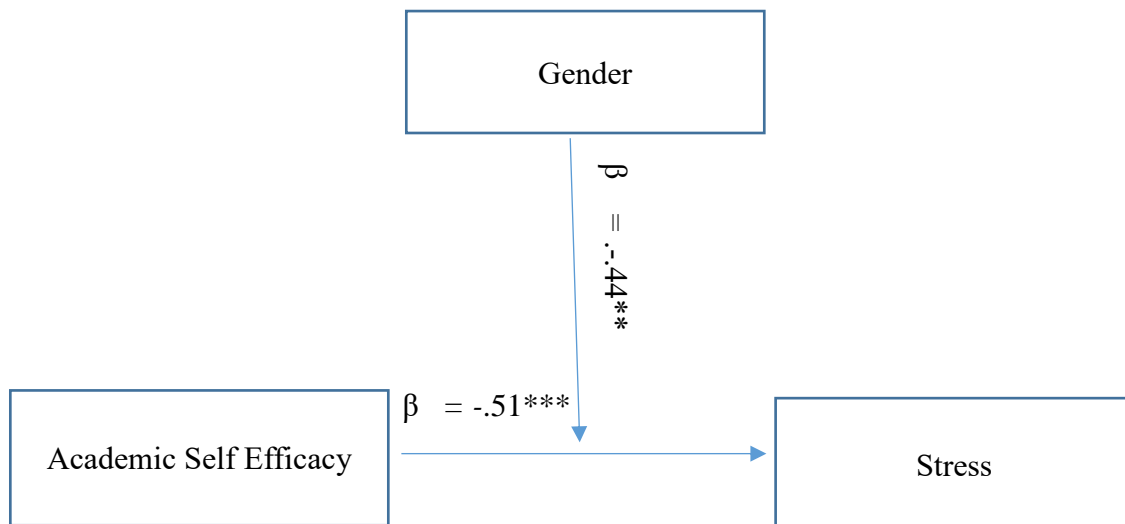 Gender
β = .-.44**
β = -.51***
Academic Self Efficacy
Stress